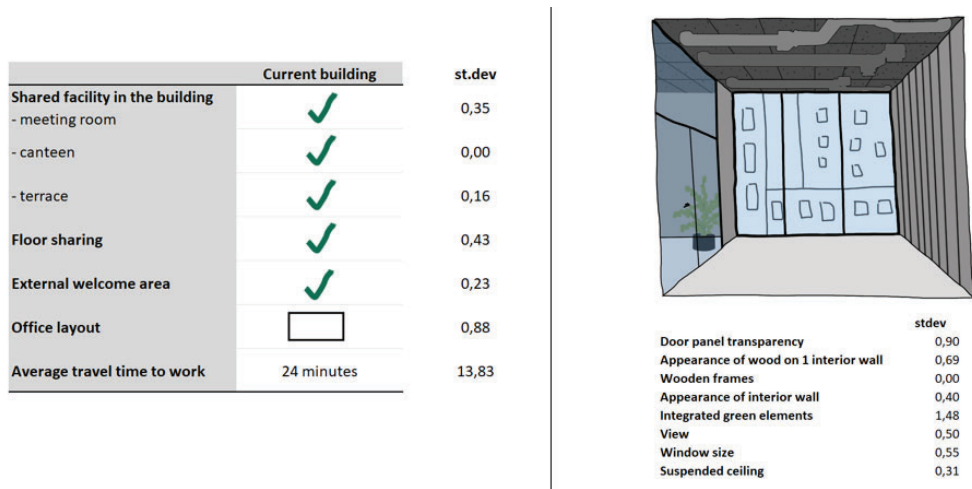 Current building st.dev
Shared facility in the building
- meeting room 0,35
- canteen 0,00
- terrace 0,16
Floor sharing 0,43
External welcome area 0,23
Office layout 0,88
Average travel time to work 24 minutes 13,83
stdev
Door panel transparency 0,90
Appearance of wood on 1 interior wall 0,69
Wooden frames 0,00
Appearance of interior wall 0,40
Integrated green elements 1,48
View 0,50
Window size 0,55
Suspended ceiling 0,31